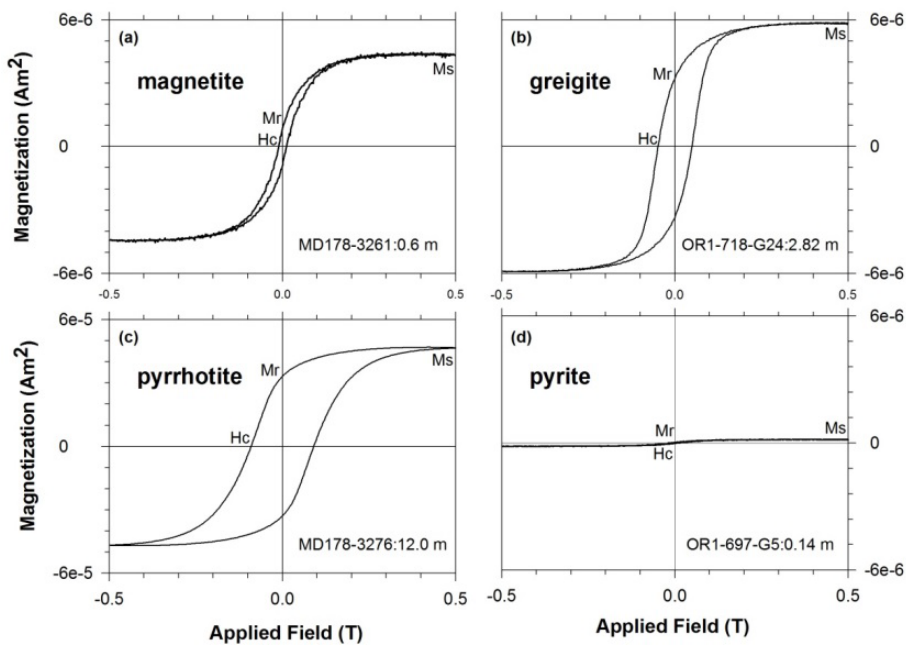 (a)
magnetite
6e-6
0
-6e-6
Mr
Hc
Ms
MD178-3261:0.6 m
-0.5 0.0 0.5
Magnetization (Am²)
(b)
greigite
6e-6
0
-6e-6
Mr
Hc
Ms
OR1-718-G24:2.82 m
-0.5 0.0 0.5
(c)
pyrrhotite
6e-5
0
-6e-5
Mr
Hc
Ms
MD178-3276:12.0 m
-0.5 0.0 0.5
Magnetization (Am²)
Applied Field (T)
(d)
pyrite
6e-6
0
-6e-6
Mr
Hc
Ms
OR1-697-G5:0.14 m
-0.5 0.0 0.5
Applied Field (T)